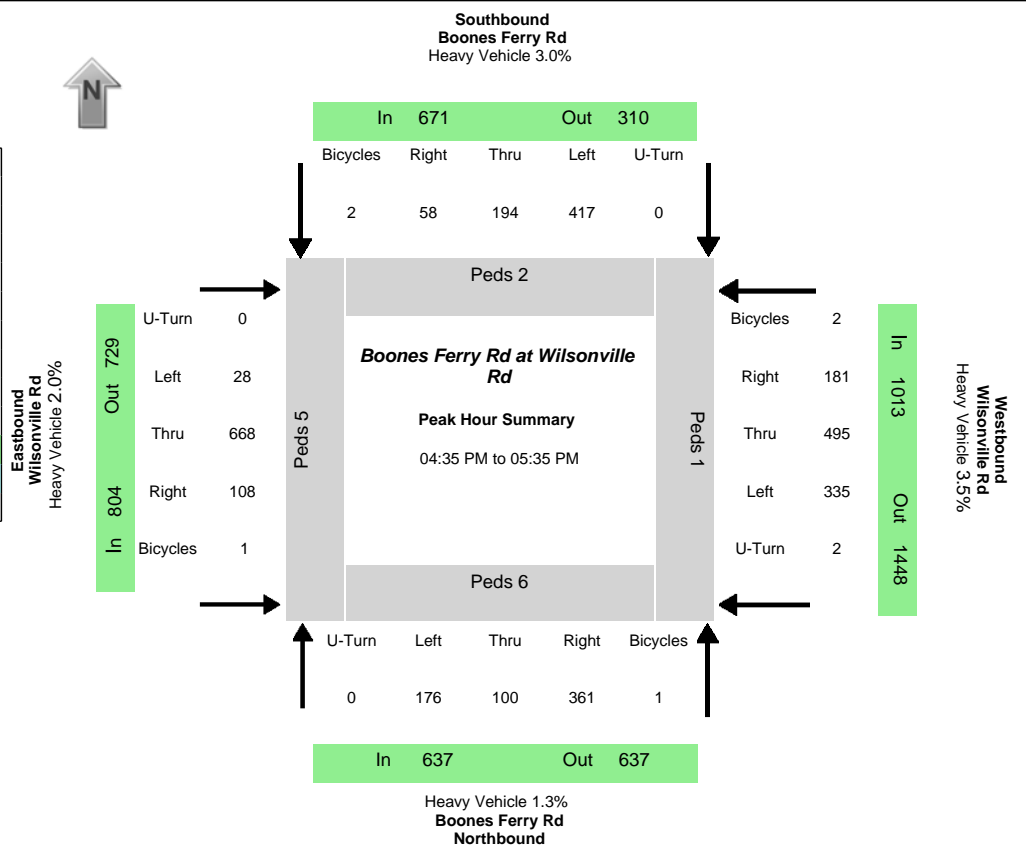 Southbound
Boones Ferry Rd
Heavy Vehicle 3.0%
N
In 671 Out 310
Bicycles Right Thru Left U-Turn
2 58 194 417 0
Peds 2
Eastbound
Wilsonville Rd
Heavy Vehicle 2.0%
In 804 Out 729
U-Turn 0
Left 28
Thru 668
Right 108
Bicycles 1
Peds 5
Boones Ferry Rd at Wilsonville
Rd
Peak Hour Summary
04:35 PM to 05:35 PM
Peds 1
Bicycles 2
Right 181
Thru 495
Left 335
U-Turn 2
In 1013 Out 1448
Westbound
Wilsonville Rd
Heavy Vehicle 3.5%
Peds 6
U-Turn Left Thru Right Bicycles
0 176 100 361 1
In 637 Out 637
Heavy Vehicle 1.3%
Boones Ferry Rd
Northbound